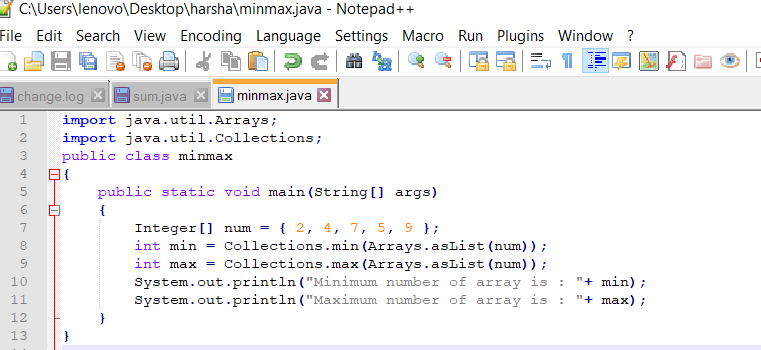 C:\Users\lenovo\Desktop\harsha\minmax.java - Notepad++
File Edit Search View Encoding Language Settings Macro Run Plugins Window ?
change.log sum.java minmax.java
1 import java.util.Arrays;
2 import java.util.Collections;
3 public class minmax
4 {
5 public static void main(String[] args)
6 {
7 Integer[] num = { 2, 4, 7, 5, 9 };
8 int min = Collections.min(Arrays.asList(num));
9 int max = Collections.max(Arrays.asList(num));
10 System.out.println("Minimum number of array is : "+ min);
11 System.out.println("Maximum number of array is : "+ max);
12 }
13 }